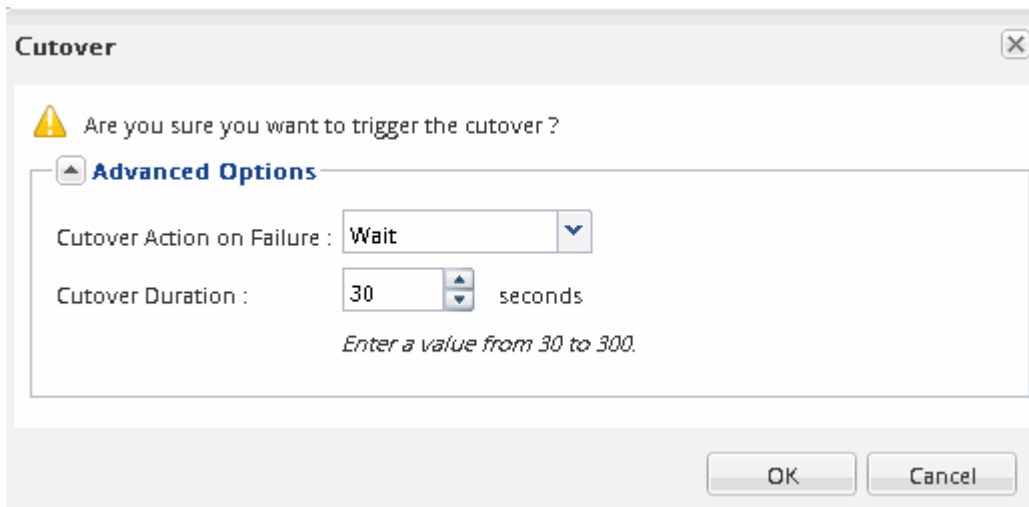 Cutover
Are you sure you want to trigger the cutover ?
Advanced Options
Cutover Action on Failure : Wait
Cutover Duration : 30 seconds
Enter a value from 30 to 300.
OK Cancel